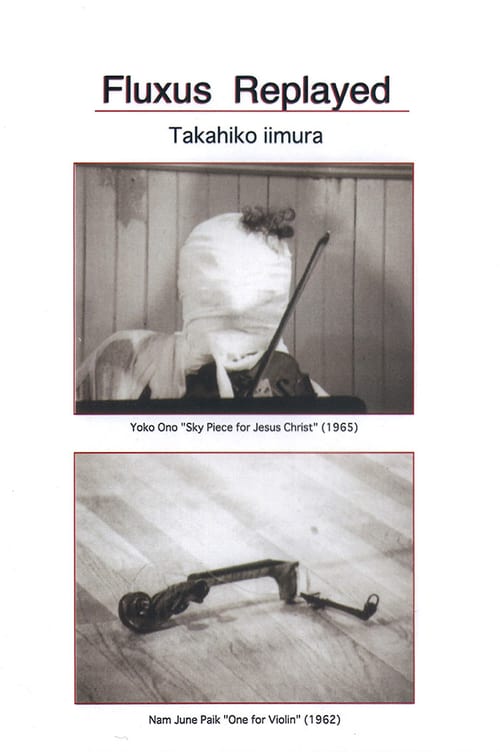 Fluxus Replayed
Takahiko iimura
Yoko Ono "Sky Piece for Jesus Christ" (1965)
Nam June Paik "One for Violin" (1962)